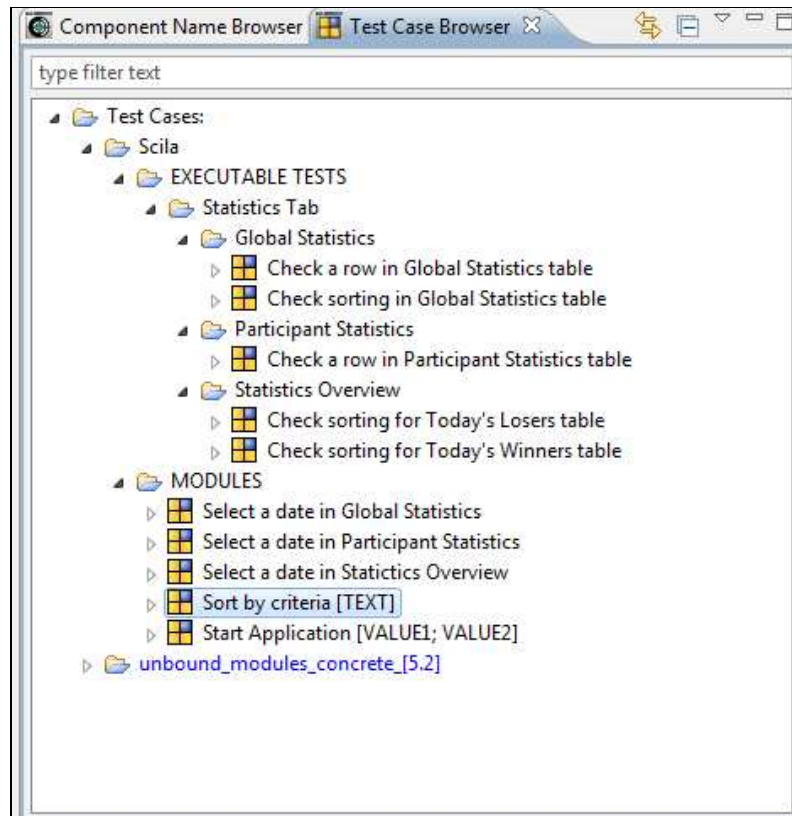 Component Name Browser Test Case Browser
type filter text
Test Cases:
Scila
EXECUTABLE TESTS
Statistics Tab
Global Statistics
Check a row in Global Statistics table
Check sorting in Global Statistics table
Participant Statistics
Check a row in Participant Statistics table
Statistics Overview
Check sorting for Today's Losers table
Check sorting for Today's Winners table
MODULES
Select a date in Global Statistics
Select a date in Participant Statistics
Select a date in Statictics Overview
Sort by criteria [TEXT]
Start Application [VALUE1; VALUE2]
unbound_modules_concrete_[5.2]